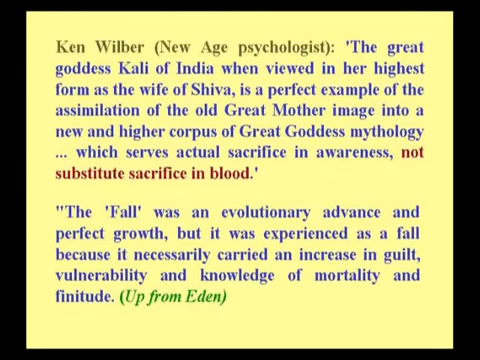 Ken Wilber (New Age psychologist): 'The great
goddess Kali of India when viewed in her highest
form as the wife of Shiva, is a perfect example of the
assimilation of the old Great Mother image into a
new and higher corpus of Great Goddess mythology
... which serves actual sacrifice in awareness, not
substitute sacrifice in blood.'
"The 'Fall' was an evolutionary advance and
perfect growth, but it was experienced as a fall
because it necessarily carried an increase in guilt,
vulnerability and knowledge of mortality and
finitude. (Up from Eden)